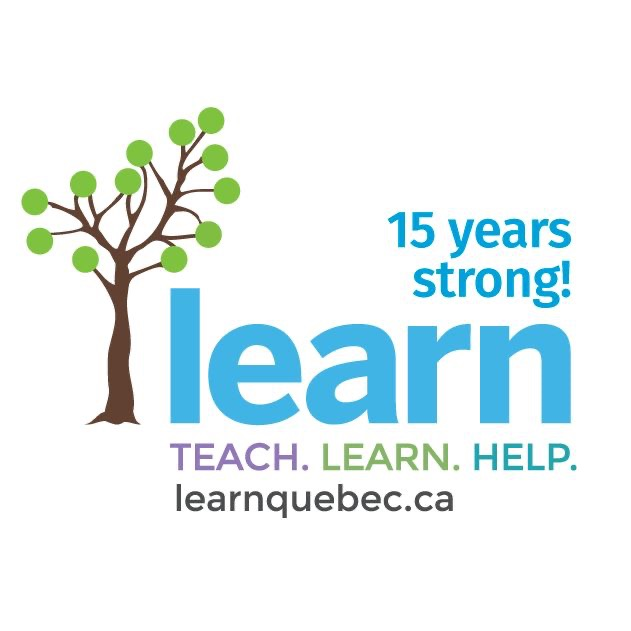 15 years
strong!
learn
TEACH. LEARN. HELP.
learnquebec.ca